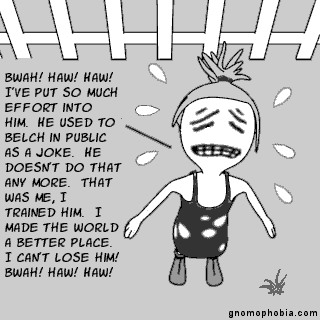 BWAH! HAW! HAW!
I'VE PUT SO MUCH
EFFORT INTO
HIM. HE USED TO
BELCH IN PUBLIC
AS A JOKE. HE
DOESN'T DO THAT
ANY MORE. THAT
WAS ME, I
TRAINED HIM. I
MADE THE WORLD
A BETTER PLACE.
I CAN'T LOSE HIM!
BWAH! HAW! HAW!
gnomophobia.com